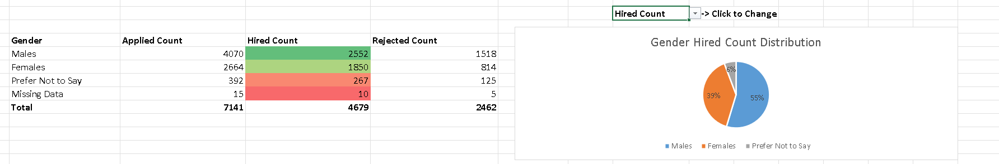 Hired Count -> Click to Change
Gender Applied Count Hired Count Rejected Count
Males 4070 2552 1518
Females 2664 1850 814
Prefer Not to Say 392 267 125
Missing Data 15 10 5
Total 7141 4679 2462
Gender Hired Count Distribution
6%
39%
55%
Males Females Prefer Not to Say